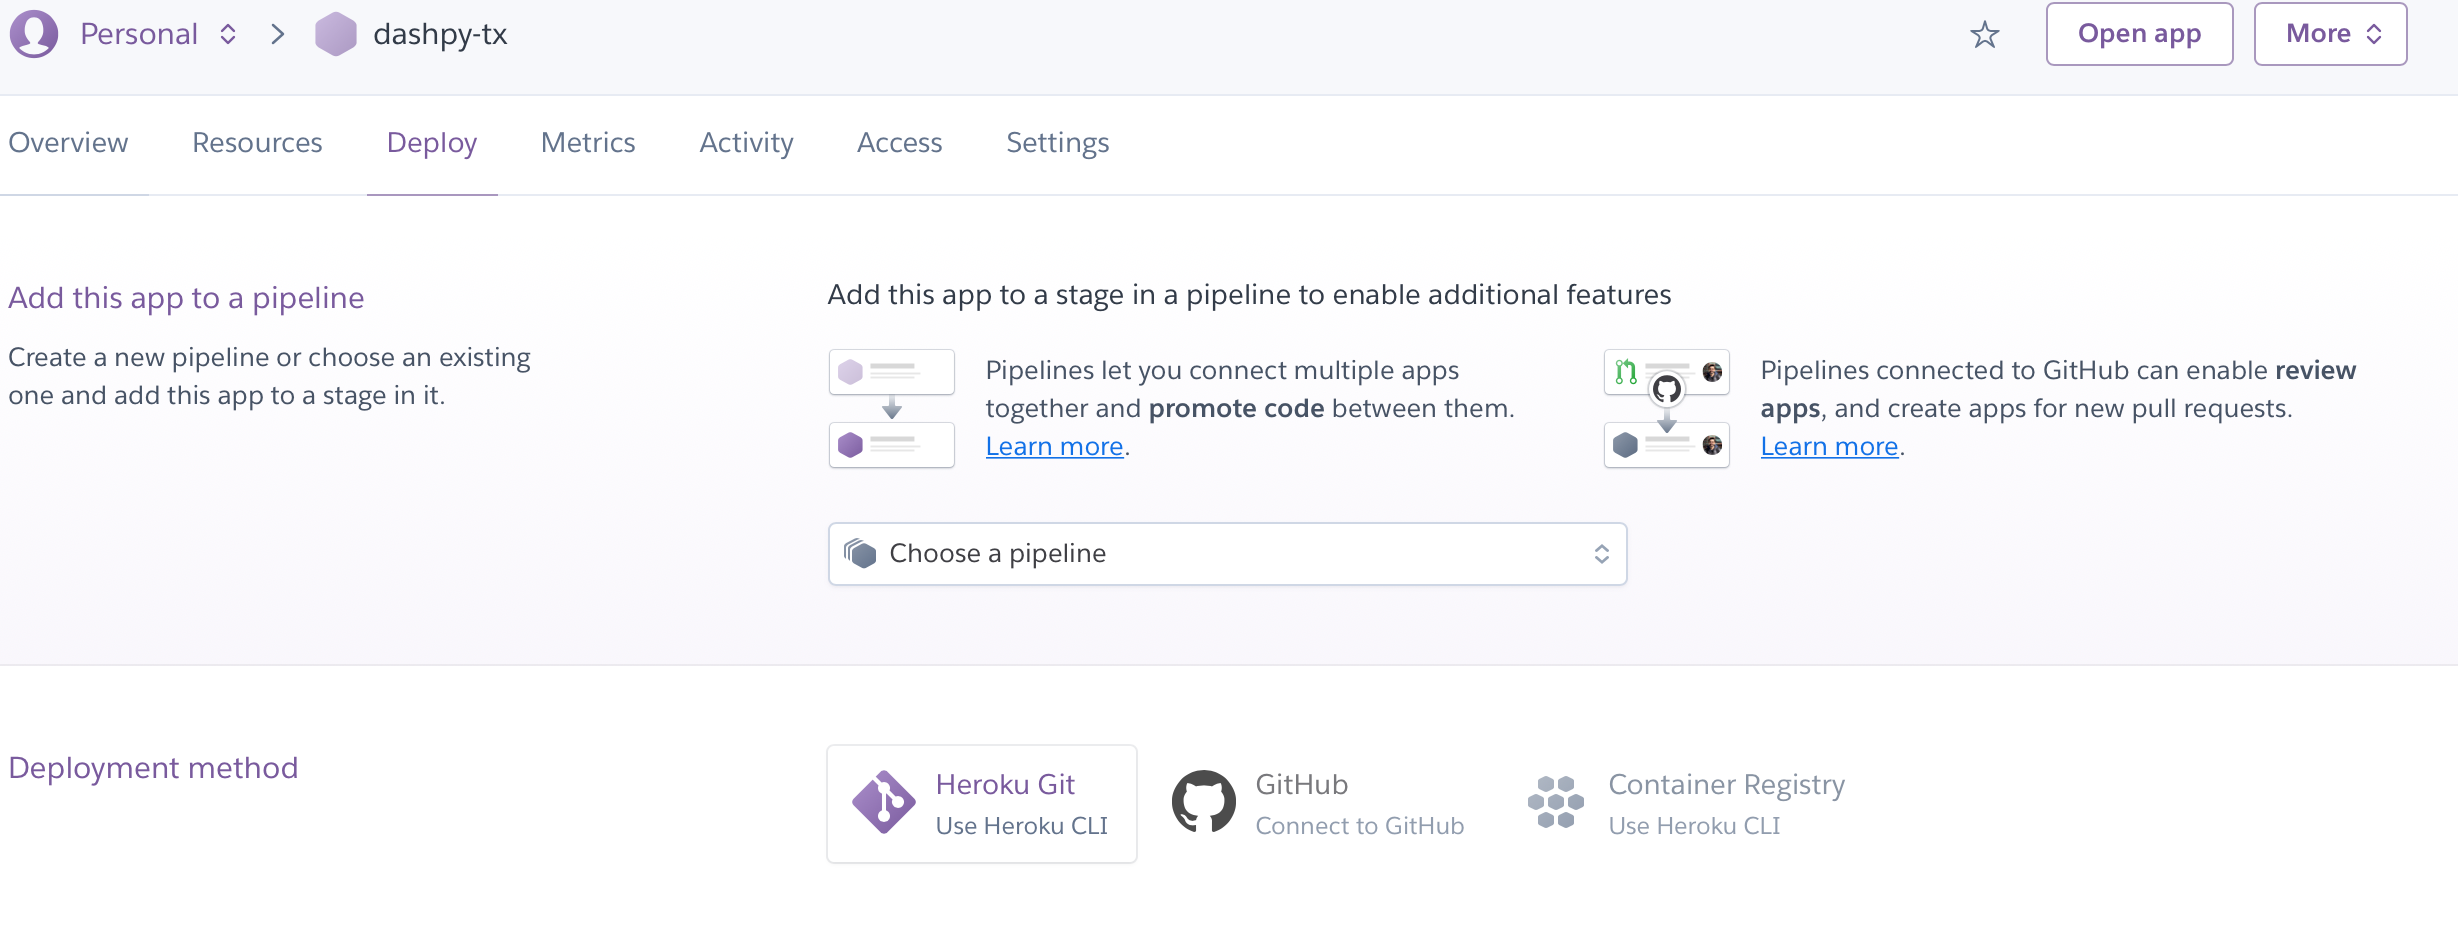 Personal dashpy-tx Open app More
Overview Resources Deploy Metrics Activity Access Settings
Add this app to a pipeline
Create a new pipeline or choose an existing
one and add this app to a stage in it.
Add this app to a stage in a pipeline to enable additional features
Pipelines let you connect multiple apps
together and promote code between them.
Learn more.
Pipelines connected to GitHub can enable review
apps, and create apps for new pull requests.
Learn more.
Choose a pipeline
Deployment method
Heroku Git
Use Heroku CLI
GitHub
Connect to GitHub
Container Registry
Use Heroku CLI